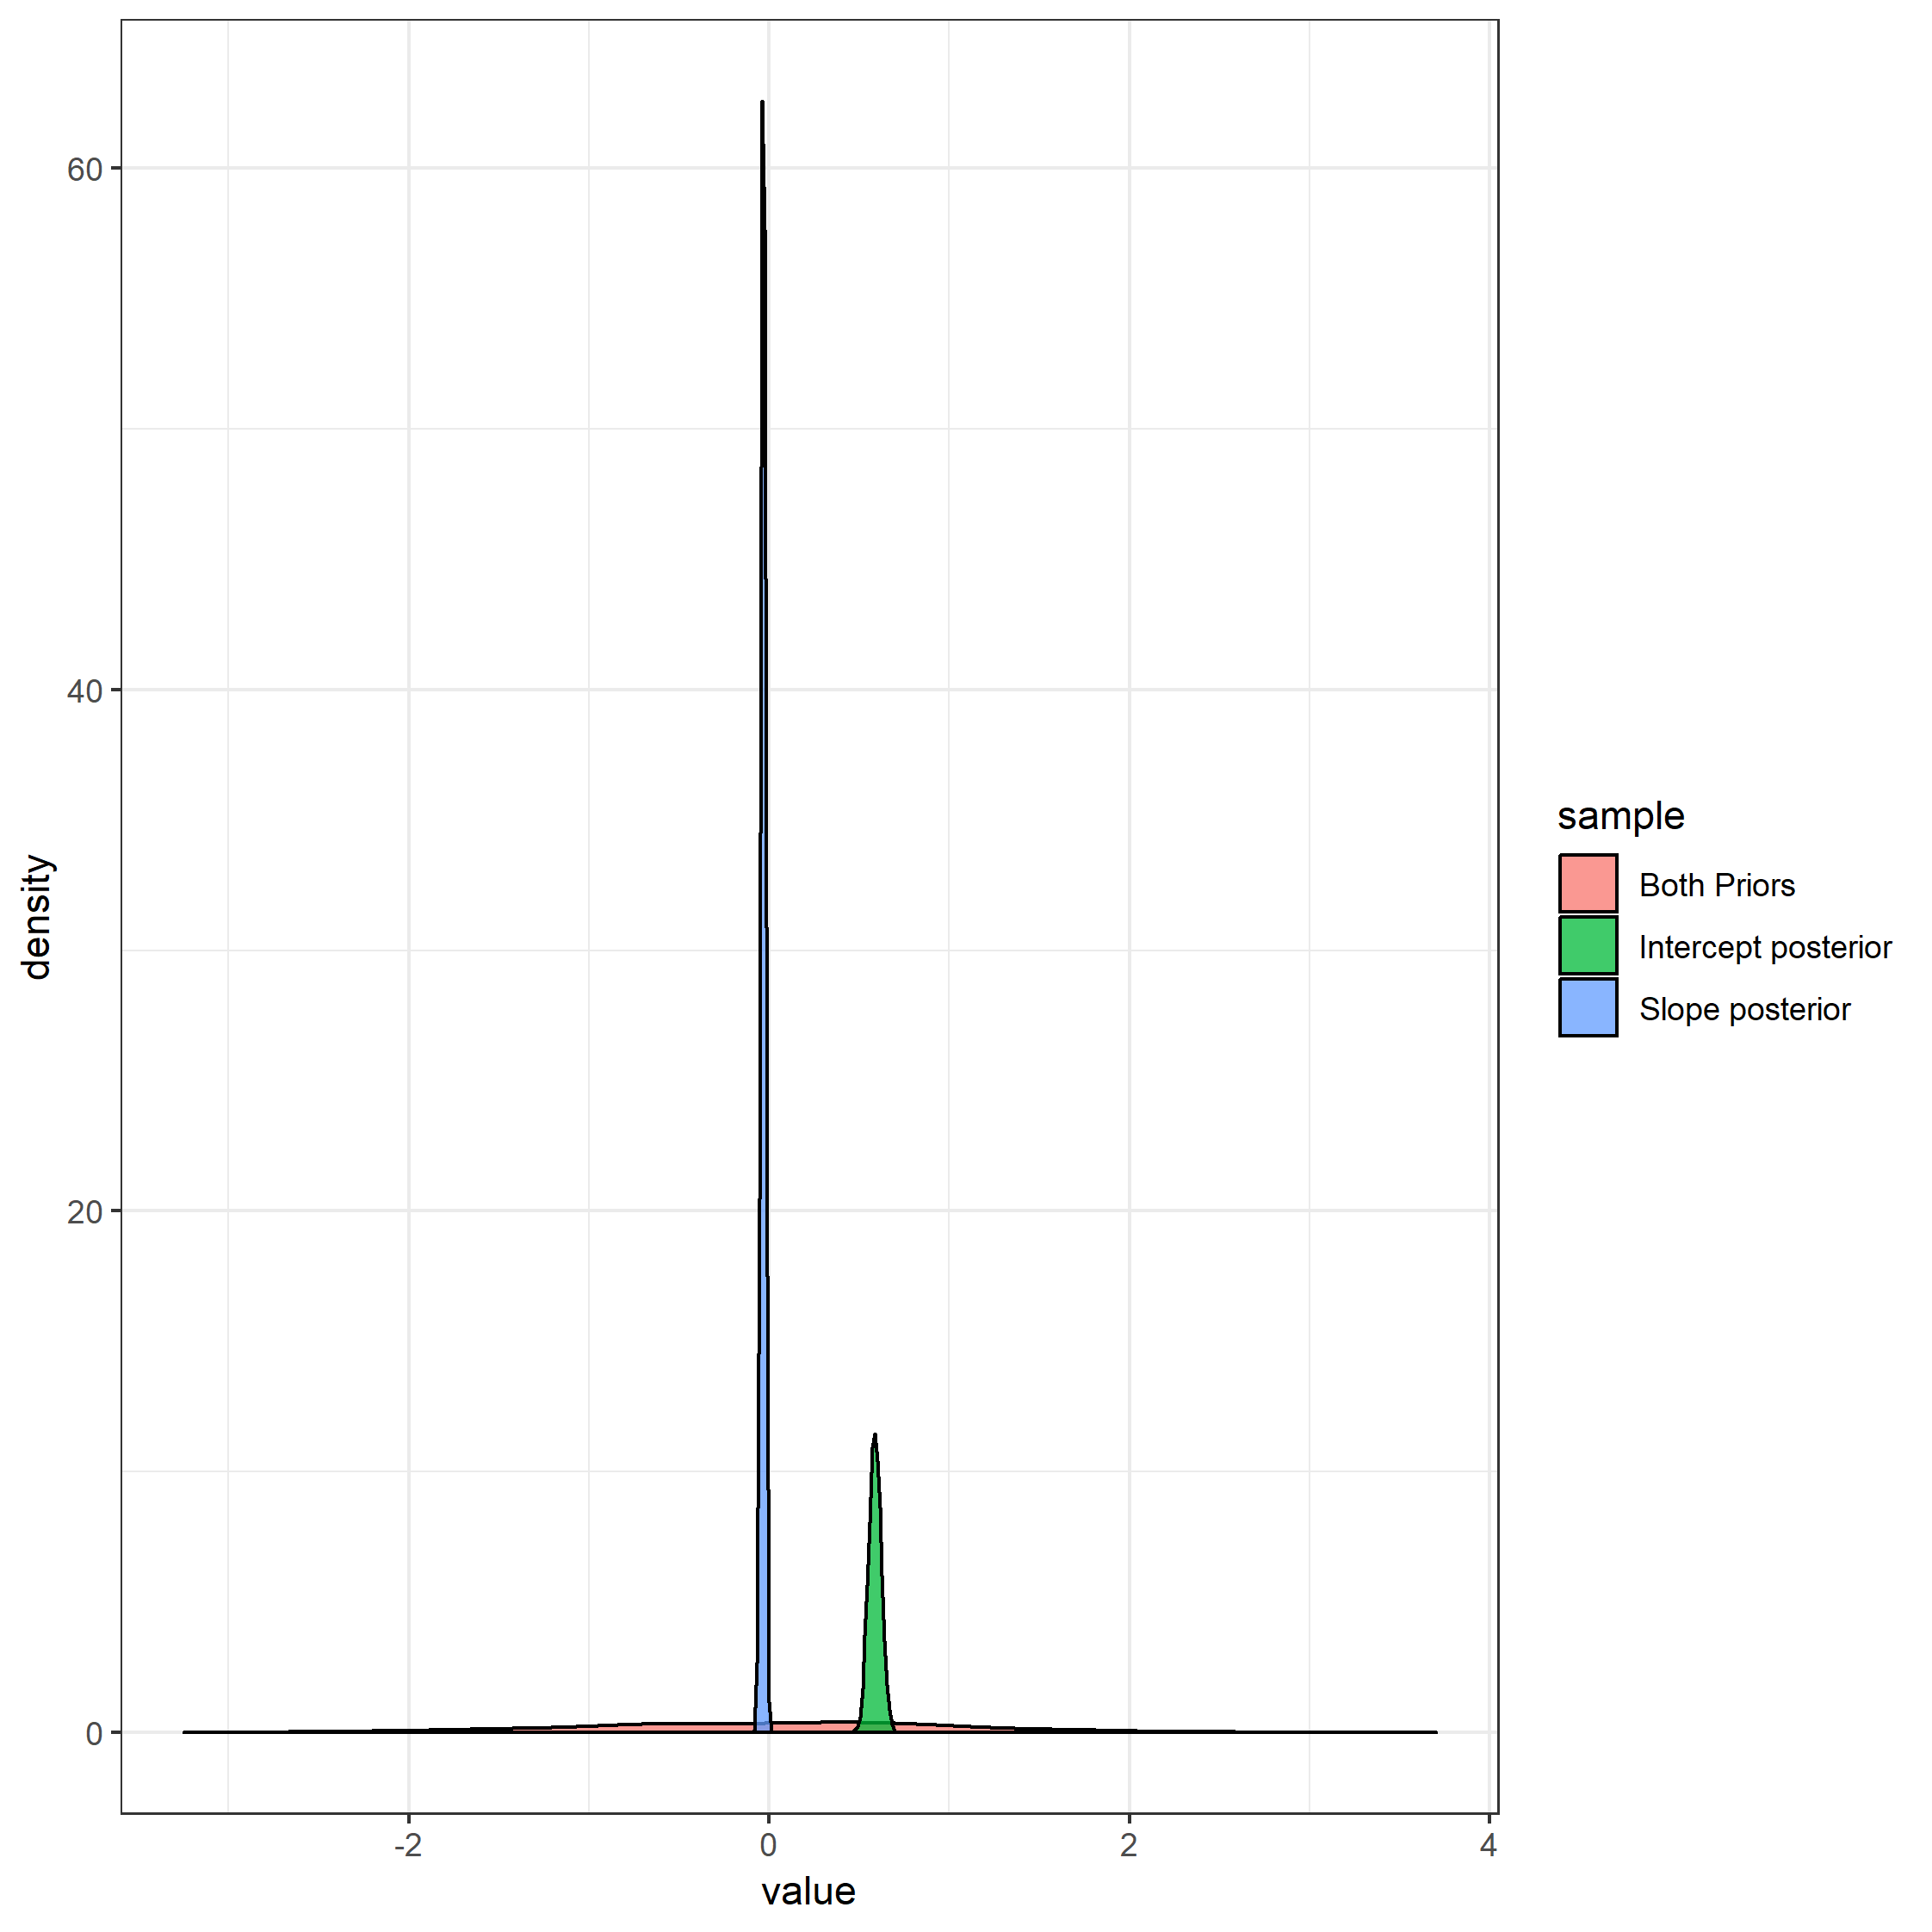 density
60
40
20
0
-2
0
2
4
value
sample
Both Priors
Intercept posterior
Slope posterior